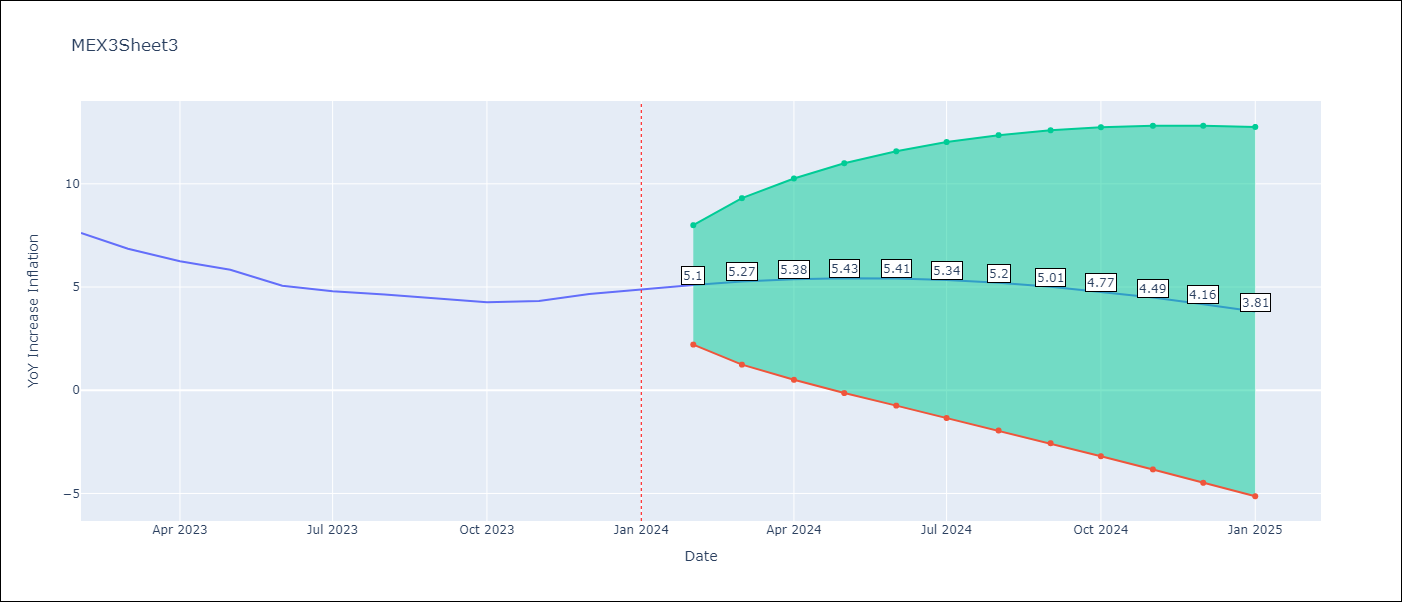 MEX3Sheet3
YoY Increase Inflation
10
5
0
−5
5.1
5.27
5.38
5.43
5.41
5.34
5.2
5.01
4.77
4.49
4.16
3.81
Apr 2023
Jul 2023
Oct 2023
Jan 2024
Apr 2024
Jul 2024
Oct 2024
Jan 2025
Date